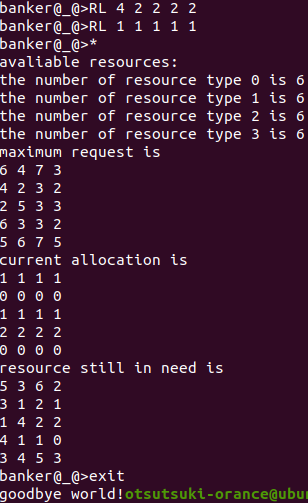 banker@_@>RL 4 2 2 2 2
banker@_@>RL 1 1 1 1 1
banker@_@>*
avaliable resources:
the number of resource type 0 is 6
the number of resource type 1 is 6
the number of resource type 2 is 6
the number of resource type 3 is 6
maximum request is
6 4 7 3
4 2 3 2
2 5 3 3
6 3 3 2
5 6 7 5
current allocation is
1 1 1 1
0 0 0 0
1 1 1 1
2 2 2 2
0 0 0 0
resource still in need is
5 3 6 2
3 1 2 1
1 4 2 2
4 1 1 0
3 4 5 3
banker@_@>exit
goodbye world!otsutsuki-orance@ubu